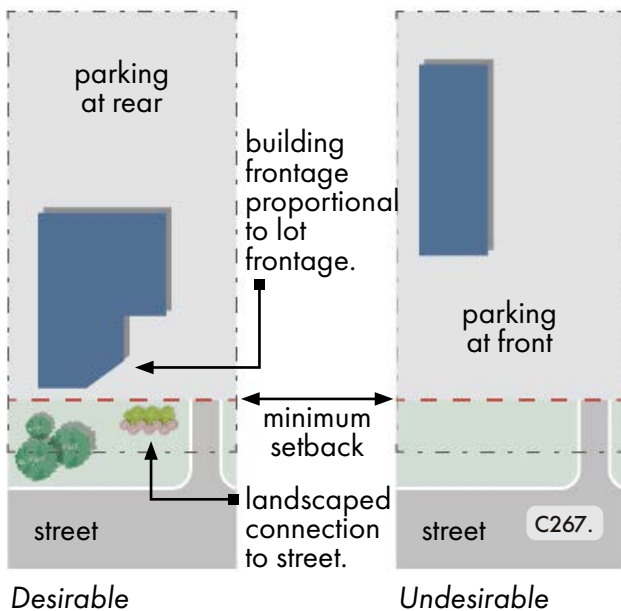 parking
at rear
building
frontage
proportional
to lot
frontage.
parking
at front
minimum
setback
landscaped
connection
to street.
street
street
C267.
Desirable
Undesirable